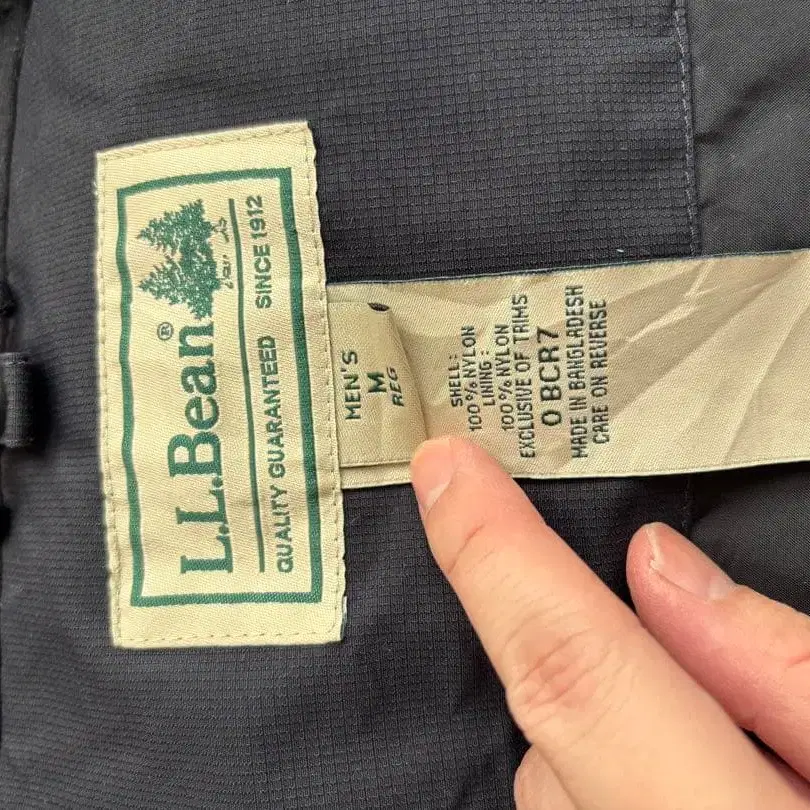 L.L.Bean®
QUALITY GUARANTEED SINCE 1912
MEN'S
M
REG
SHELL:
100% NYLON
LINING:
100% NYLON
EXCLUSIVE OF TRIMS
0 BCR7
MADE IN BANGLADESH
CARE ON REVERSE